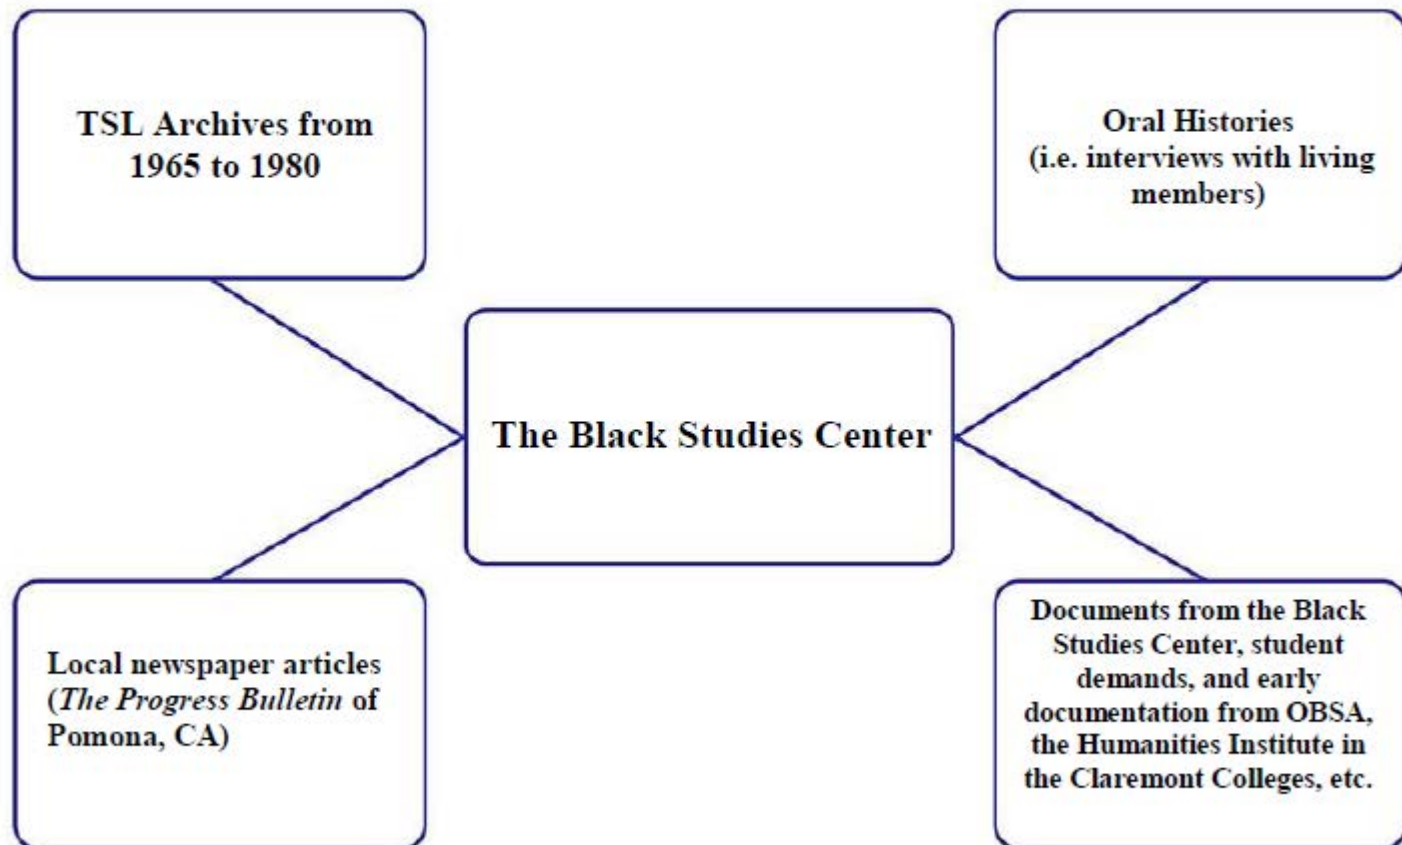 TSL Archives from
1965 to 1980
Oral Histories
(i.e. interviews with living
members)
The Black Studies Center
Local newspaper articles
(The Progress Bulletin of
Pomona, CA)
Documents from the Black
Studies Center, student
demands, and early
documentation from OBSA,
the Humanities Institute in
the Claremont Colleges, etc.